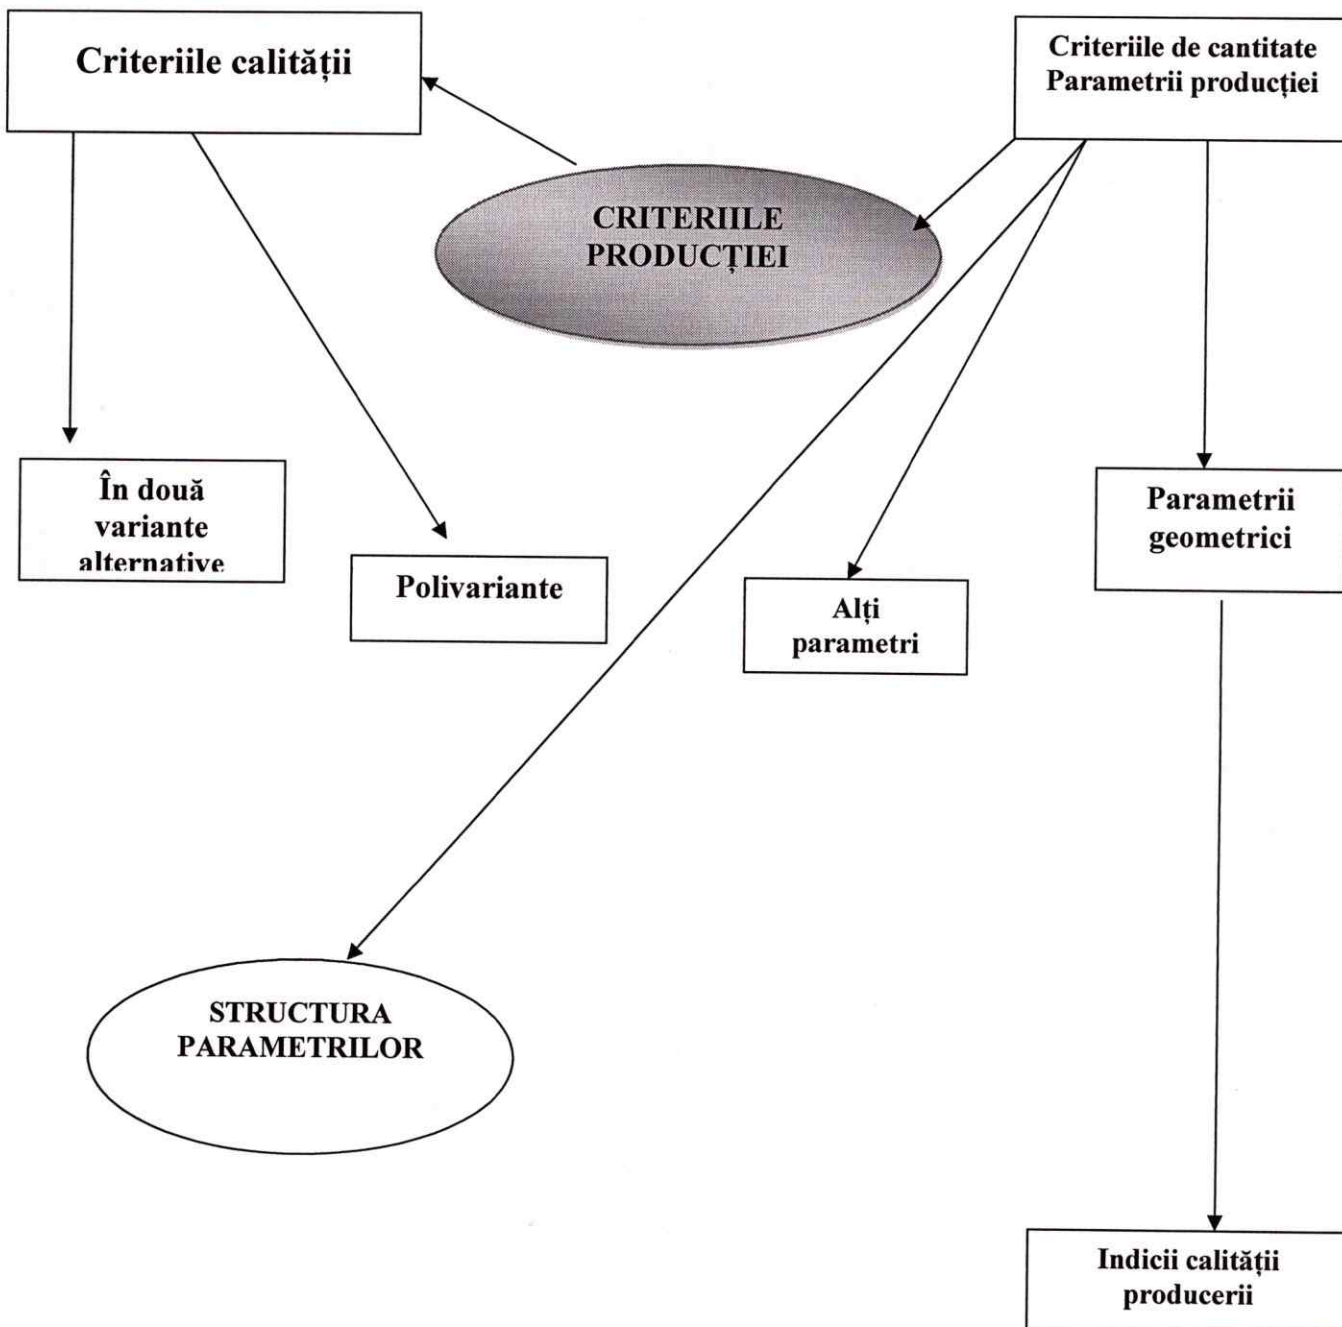 Criteriile calității
Criteriile de cantitate
Parametrii producției
CRITERIILE
PRODUCȚIEI
În două
variante
alternative
Polivariante
Alți
parametri
Parametrii
geometrici
STRUCTURA
PARAMETRILOR
Indicii calității
producerii